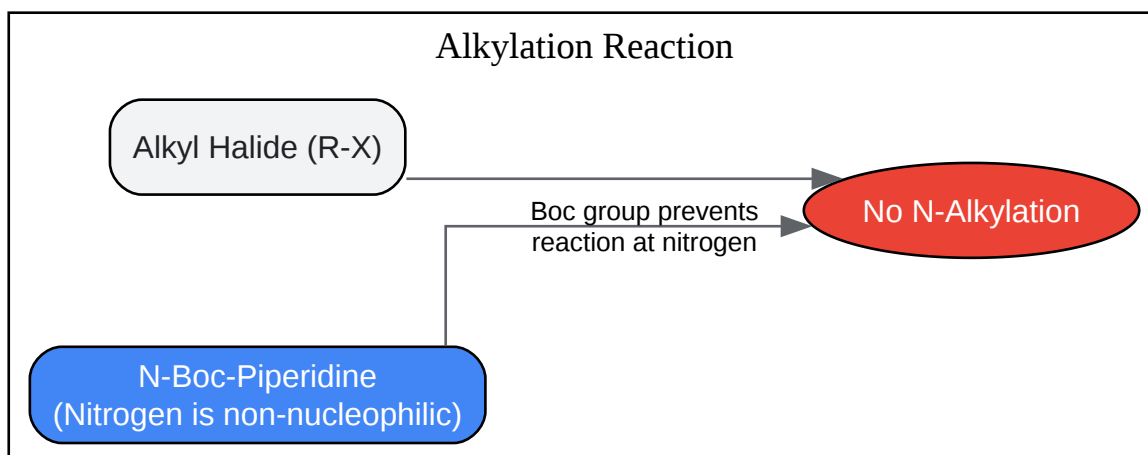 Alkylation Reaction
Alkyl Halide (R-X)
Boc group prevents
reaction at nitrogen
No N-Alkylation
N-Boc-Piperidine
(Nitrogen is non-nucleophilic)